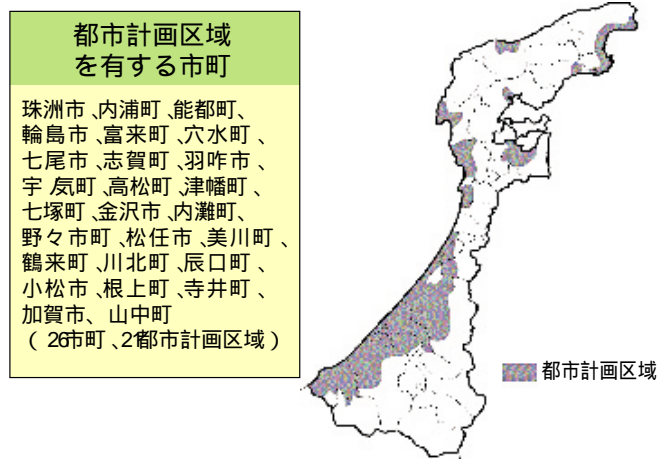 都市計画区域
を有する市町
珠洲市、内浦町、能都町、
輪島市、富来町、穴水町、
七尾市、志賀町、羽咋市、
宇ノ気町、高松町、津幡町、
七塚町、金沢市、内灘町、
野々市町、松任市、美川町、
鶴来町、川北町、辰口町、
小松市、根上町、寺井町、
加賀市、山中町
(26市町、21都市計画区域)
都市計画区域